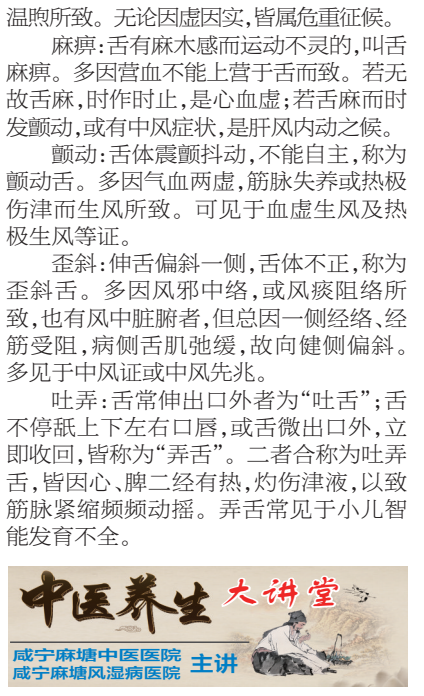 温煦所致。无论因虚因实,皆属危重征候。
麻痹:舌有麻木感而运动不灵的,叫舌
麻痹。多因营血不能上营于舌而致。若无
故舌麻,时作时止,是心血虚;若舌麻而时
发颤动,或有中风症状,是肝风内动之候。
颤动:舌体震颤抖动,不能自主,称为
颤动舌。多因气血两虚,筋脉失养或热极
伤津而生风所致。可见于血虚生风及热
极生风等证。
歪斜:伸舌偏斜一侧,舌体不正,称为
歪斜舌。多因风邪中络,或风痰阻络所
致,也有风中脏腑者,但总因一侧经络、经
筋受阻,病侧舌肌弛缓,故向健侧偏斜。
多见于中风证或中风先兆。
吐弄:舌常伸出口外者为“吐舌”;舌
不停舐上下左右口唇,或舌微出口外,立
即收回,皆称为“弄舌”。二者合称为吐弄
舌,皆因心、脾二经有热,灼伤津液,以致
筋脉紧缩频频动摇。弄舌常见于小儿智
能发育不全。
中医养生大讲堂
咸宁麻塘中医医院
咸宁麻塘风湿病医院 主讲